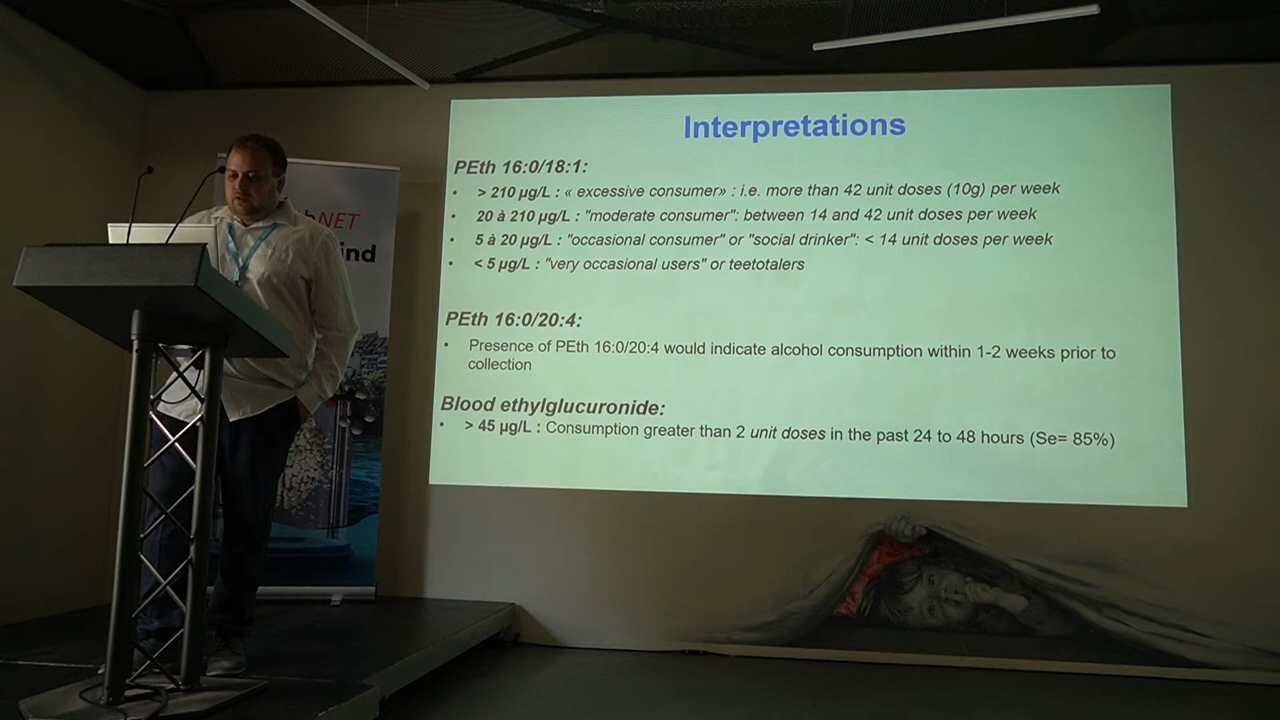 Interpretations
PEth 16:0/18:1:
• > 210 µg/L : « excessive consumer» : i.e. more than 42 unit doses (10g) per week
• 20 à 210 µg/L : "moderate consumer": between 14 and 42 unit doses per week
• 5 à 20 µg/L : "occasional consumer" or "social drinker": < 14 unit doses per week
• < 5 µg/L : "very occasional users" or teetotalers
PEth 16:0/20:4:
• Presence of PEth 16:0/20:4 would indicate alcohol consumption within 1-2 weeks prior to
collection
Blood ethylglucuronide:
• > 45 µg/L : Consumption greater than 2 unit doses in the past 24 to 48 hours (Se= 85%)
NET
ind